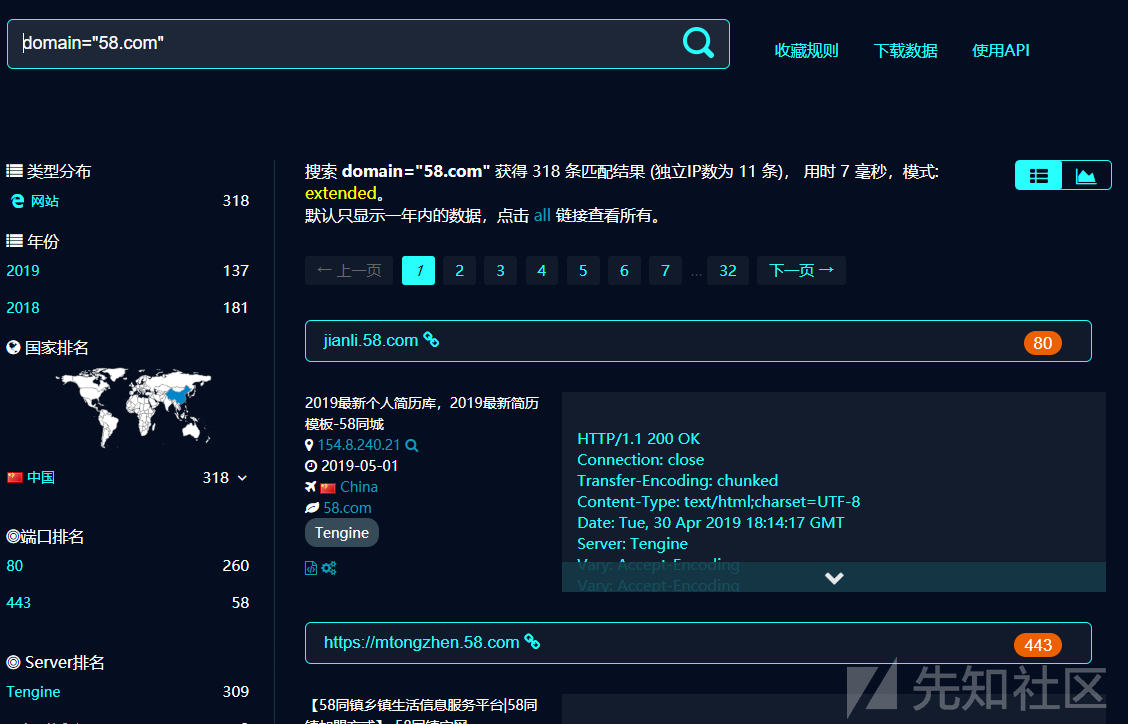 domain="58.com"
收藏规则 下载数据 使用API
类型分布
网站 318
年份
2019 137
2018 181
国家排名
中国 318
端口排名
80 260
443 58
Server排名
Tengine 309
搜索 domain="58.com" 获得 318 条匹配结果 (独立IP数为 11 条)， 用时 7 毫秒，模式:
extended。
默认只显示一年内的数据，点击 all 链接查看所有。
← 上一页 1 2 3 4 5 6 7 ... 32 下一页 →
jianli.58.com 80
2019最新个人简历库，2019最新简历
模板-58同城
154.8.240.21
2019-05-01
China
58.com
Tengine
HTTP/1.1 200 OK
Connection: close
Transfer-Encoding: chunked
Content-Type: text/html;charset=UTF-8
Date: Tue, 30 Apr 2019 18:14:17 GMT
Server: Tengine
Vary: Accept-Encoding
Vary: Accept-Encoding
https://mtongzhen.58.com 443
【58同镇乡镇生活信息服务平台|58同
先知社区